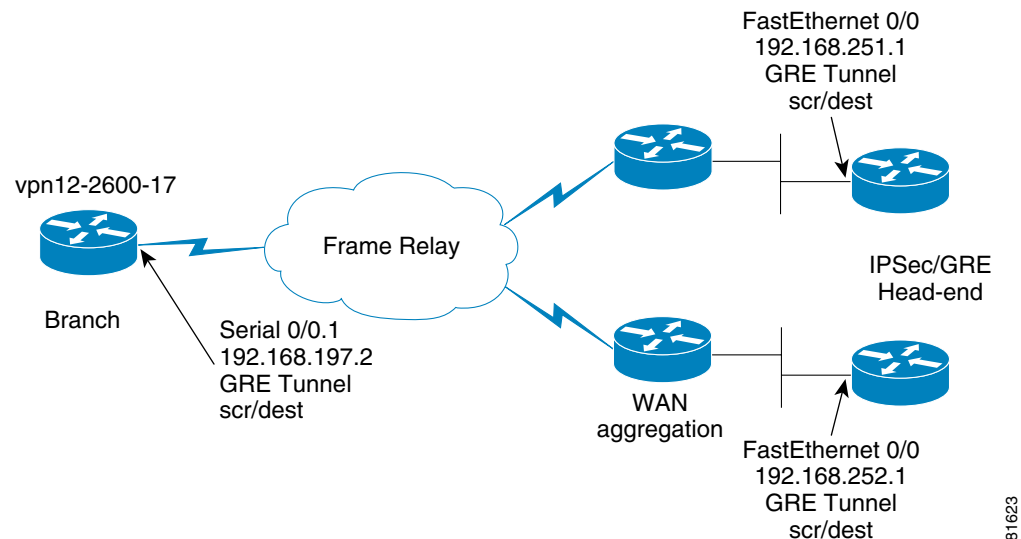 FastEthernet 0/0
192.168.251.1
GRE Tunnel
scr/dest
vpn12-2600-17
Branch
Serial 0/0.1
192.168.197.2
GRE Tunnel
scr/dest
Frame Relay
IPSec/GRE
Head-end
WAN
aggregation
FastEthernet 0/0
192.168.252.1
GRE Tunnel
scr/dest
81623